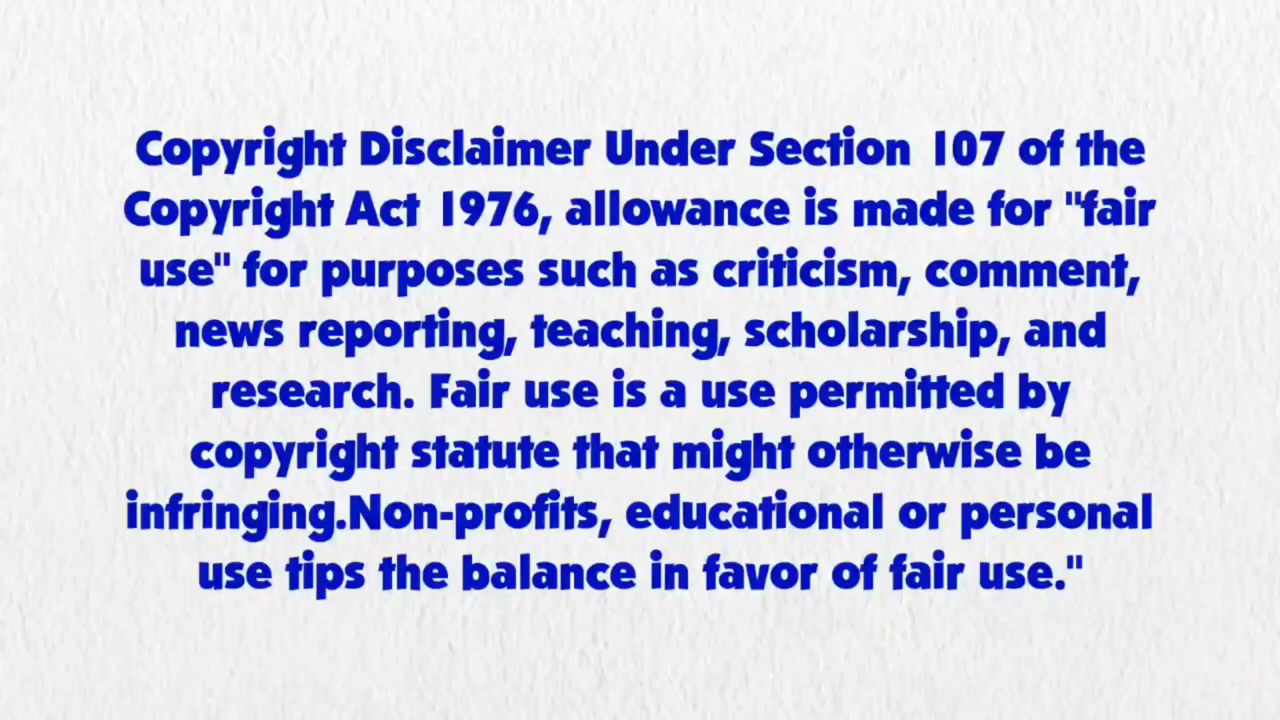 Copyright Disclaimer Under Section 107 of the
Copyright Act 1976, allowance is made for "fair
use" for purposes such as criticism, comment,
news reporting, teaching, scholarship, and
research. Fair use is a use permitted by
copyright statute that might otherwise be
infringing.Non-profits, educational or personal
use tips the balance in favor of fair use."